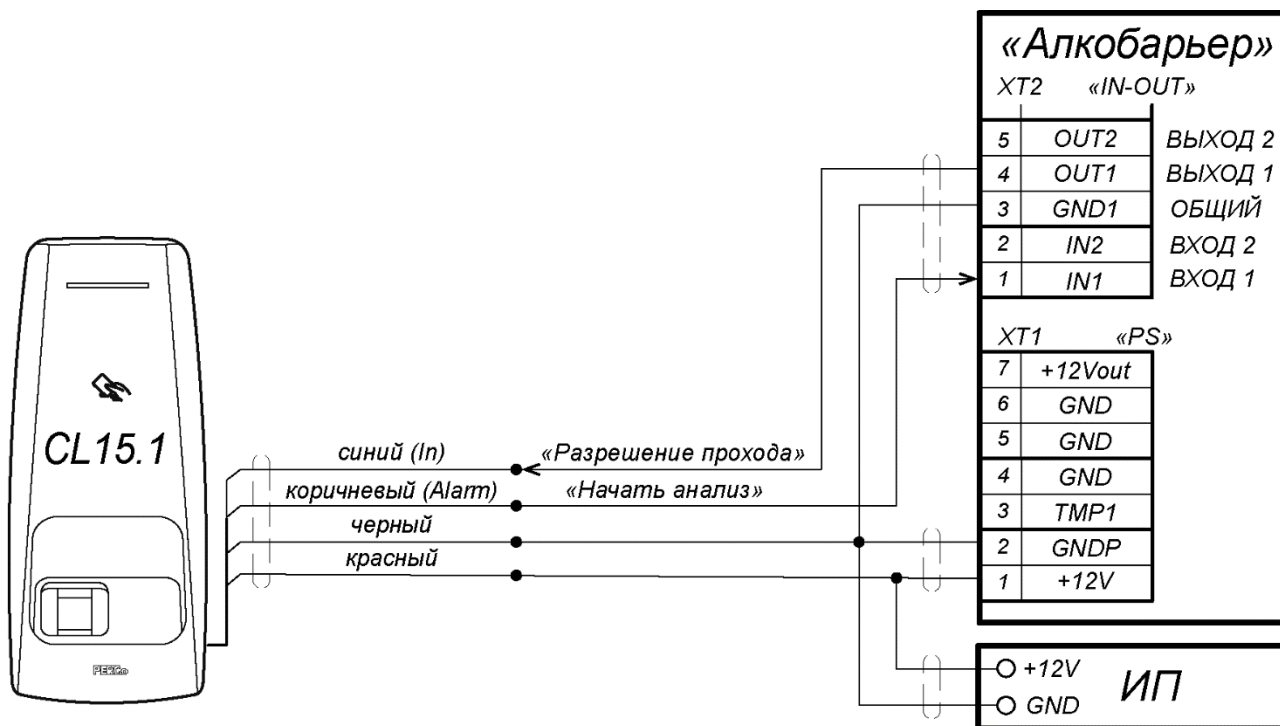 «Алкобарьер»
XT2 «IN-OUT»
5 OUT2 ВЫХОД 2
4 OUT1 ВЫХОД 1
3 GND1 ОБЩИЙ
2 IN2 ВХОД 2
1 IN1 ВХОД 1
XT1 «PS»
7 +12Vout
6 GND
5 GND
4 GND
3 TMP1
2 GNDP
1 +12V
CL15.1
синий (In) «Разрешение прохода»
коричневый (Alarm) «Начать анализ»
черный
красный
PERCo
+12V
GND
ИП